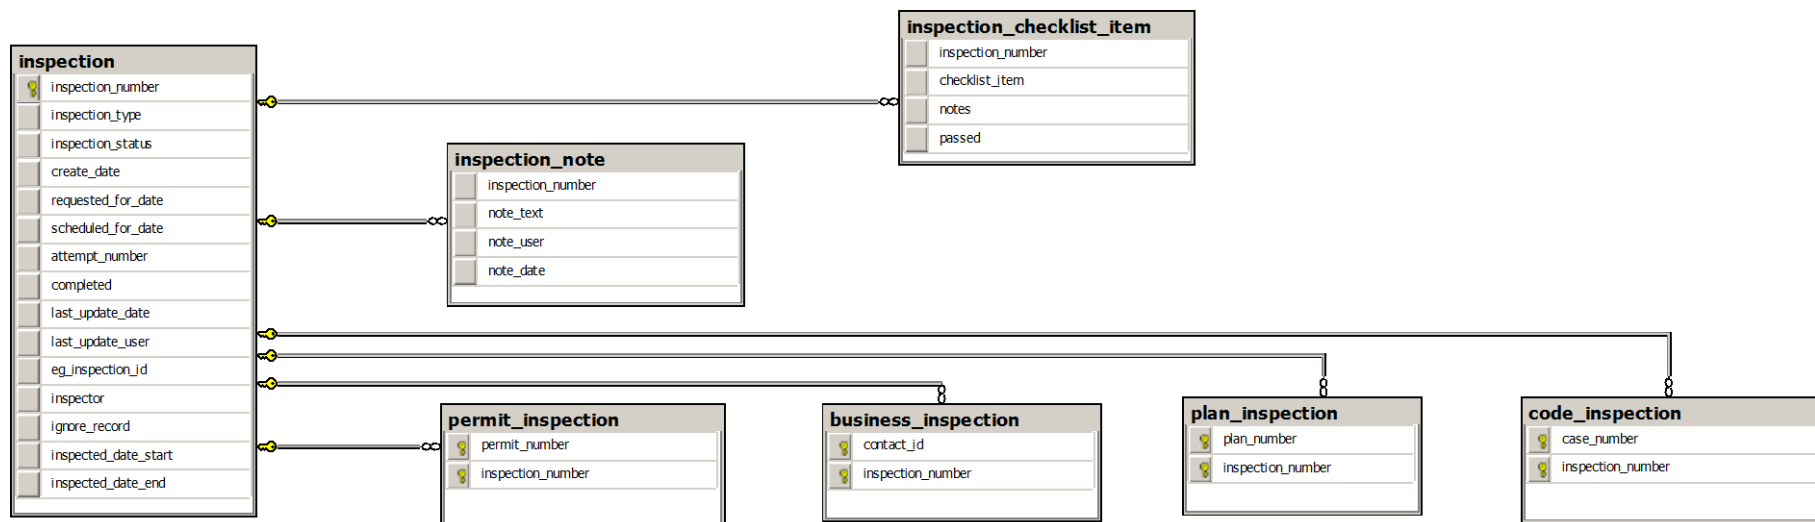 inspection
inspection_number
inspection_type
inspection_status
create_date
requested_for_date
scheduled_for_date
attempt_number
completed
last_update_date
last_update_user
eg_inspection_id
inspector
ignore_record
inspected_date_start
inspected_date_end
inspection_checklist_item
inspection_number
checklist_item
notes
passed
inspection_note
inspection_number
note_text
note_user
note_date
permit_inspection
permit_number
inspection_number
business_inspection
contact_id
inspection_number
plan_inspection
plan_number
inspection_number
code_inspection
case_number
inspection_number